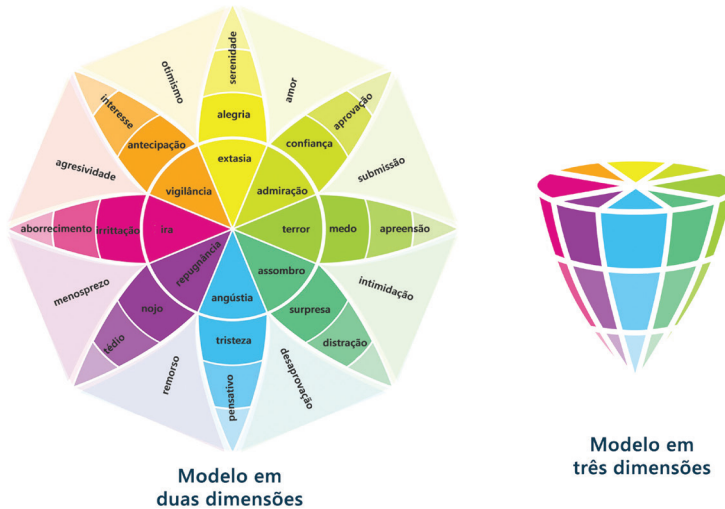 serenidade
otimismo
amor
interesse
alegria
aprovação
antecipação
confiança
extasia
agresividade
submissão
vigilância
admiração
aborrecimento
irrittação
ira
terror
medo
apreensão
repugnância
assombro
menosprezo
angústia
intimidação
nojo
surpresa
tédio
tristeza
distração
remorso
pensativo
desaprovação
Modelo em
duas dimensões
Modelo em
três dimensões